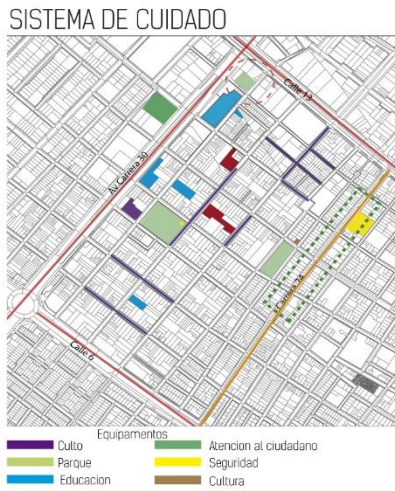 SISTEMA DE CUIDADO
Calle 13
Av Carrera 30
Carrera 24
Calle 6
Equipamentos
Culto
Parque
Educacion
Atencion al ciudadano
Seguridad
Cultura